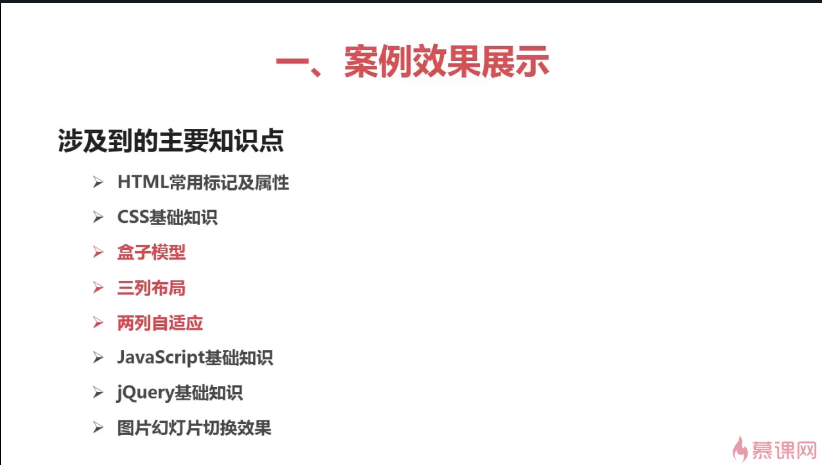 一、案例效果展示
涉及到的主要知识点
HTML常用标记及属性
CSS基础知识
盒子模型
三列布局
两列自适应
JavaScript基础知识
jQuery基础知识
图片幻灯片切换效果
慕课网